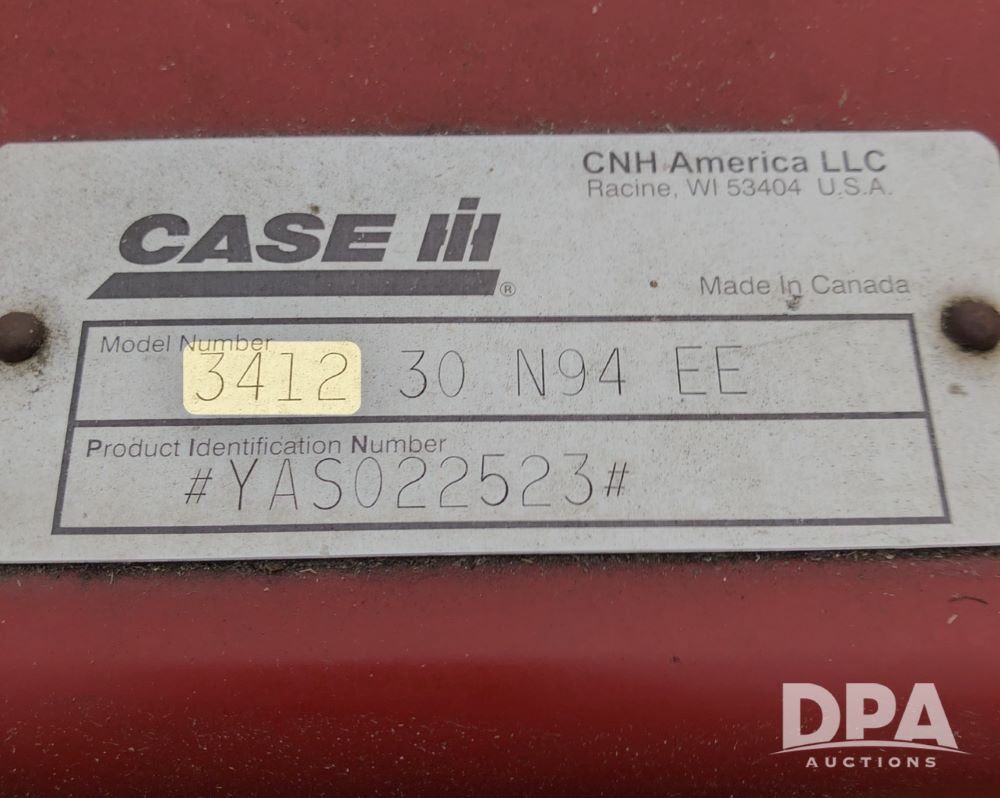 CNH America LLC
Racine, WI 53404 U.S.A.
CASE IH ®
Made In Canada
Model Number
3412 30 N94 EE
Product Identification Number
#YAS022523#
DPA
AUCTIONS